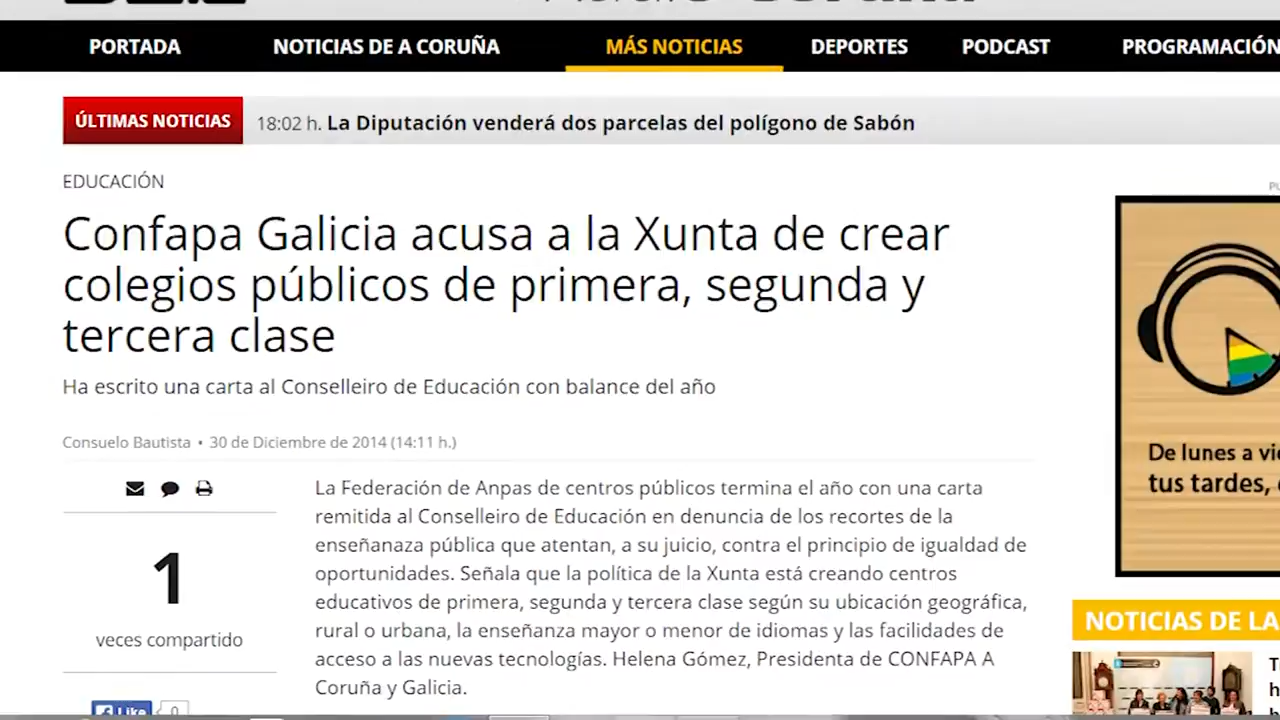 PORTADA NOTICIAS DE A CORUÑA MÁS NOTICIAS DEPORTES PODCAST PROGRAMACIÓN
ÚLTIMAS NOTICIAS 18:02 h. La Diputación venderá dos parcelas del polígono de Sabón
EDUCACIÓN
Confapa Galicia acusa a la Xunta de crear
colegios públicos de primera, segunda y
tercera clase
Ha escrito una carta al Conselleiro de Educación con balance del año
Consuelo Bautista • 30 de Diciembre de 2014 (14:11 h.)
La Federación de Anpas de centros públicos termina el año con una carta
remitida al Conselleiro de Educación en denuncia de los recortes de la
enseñanaza pública que atentan, a su juicio, contra el principio de igualdad de
oportunidades. Señala que la política de la Xunta está creando centros
educativos de primera, segunda y tercera clase según su ubicación geográfica,
rural o urbana, la enseñanza mayor o menor de idiomas y las facilidades de
acceso a las nuevas tecnologías. Helena Gómez, Presidenta de CONFAPA A
Coruña y Galicia.
1
veces compartido
Like 0
De lunes a
tus tardes,
NOTICIAS DE LA